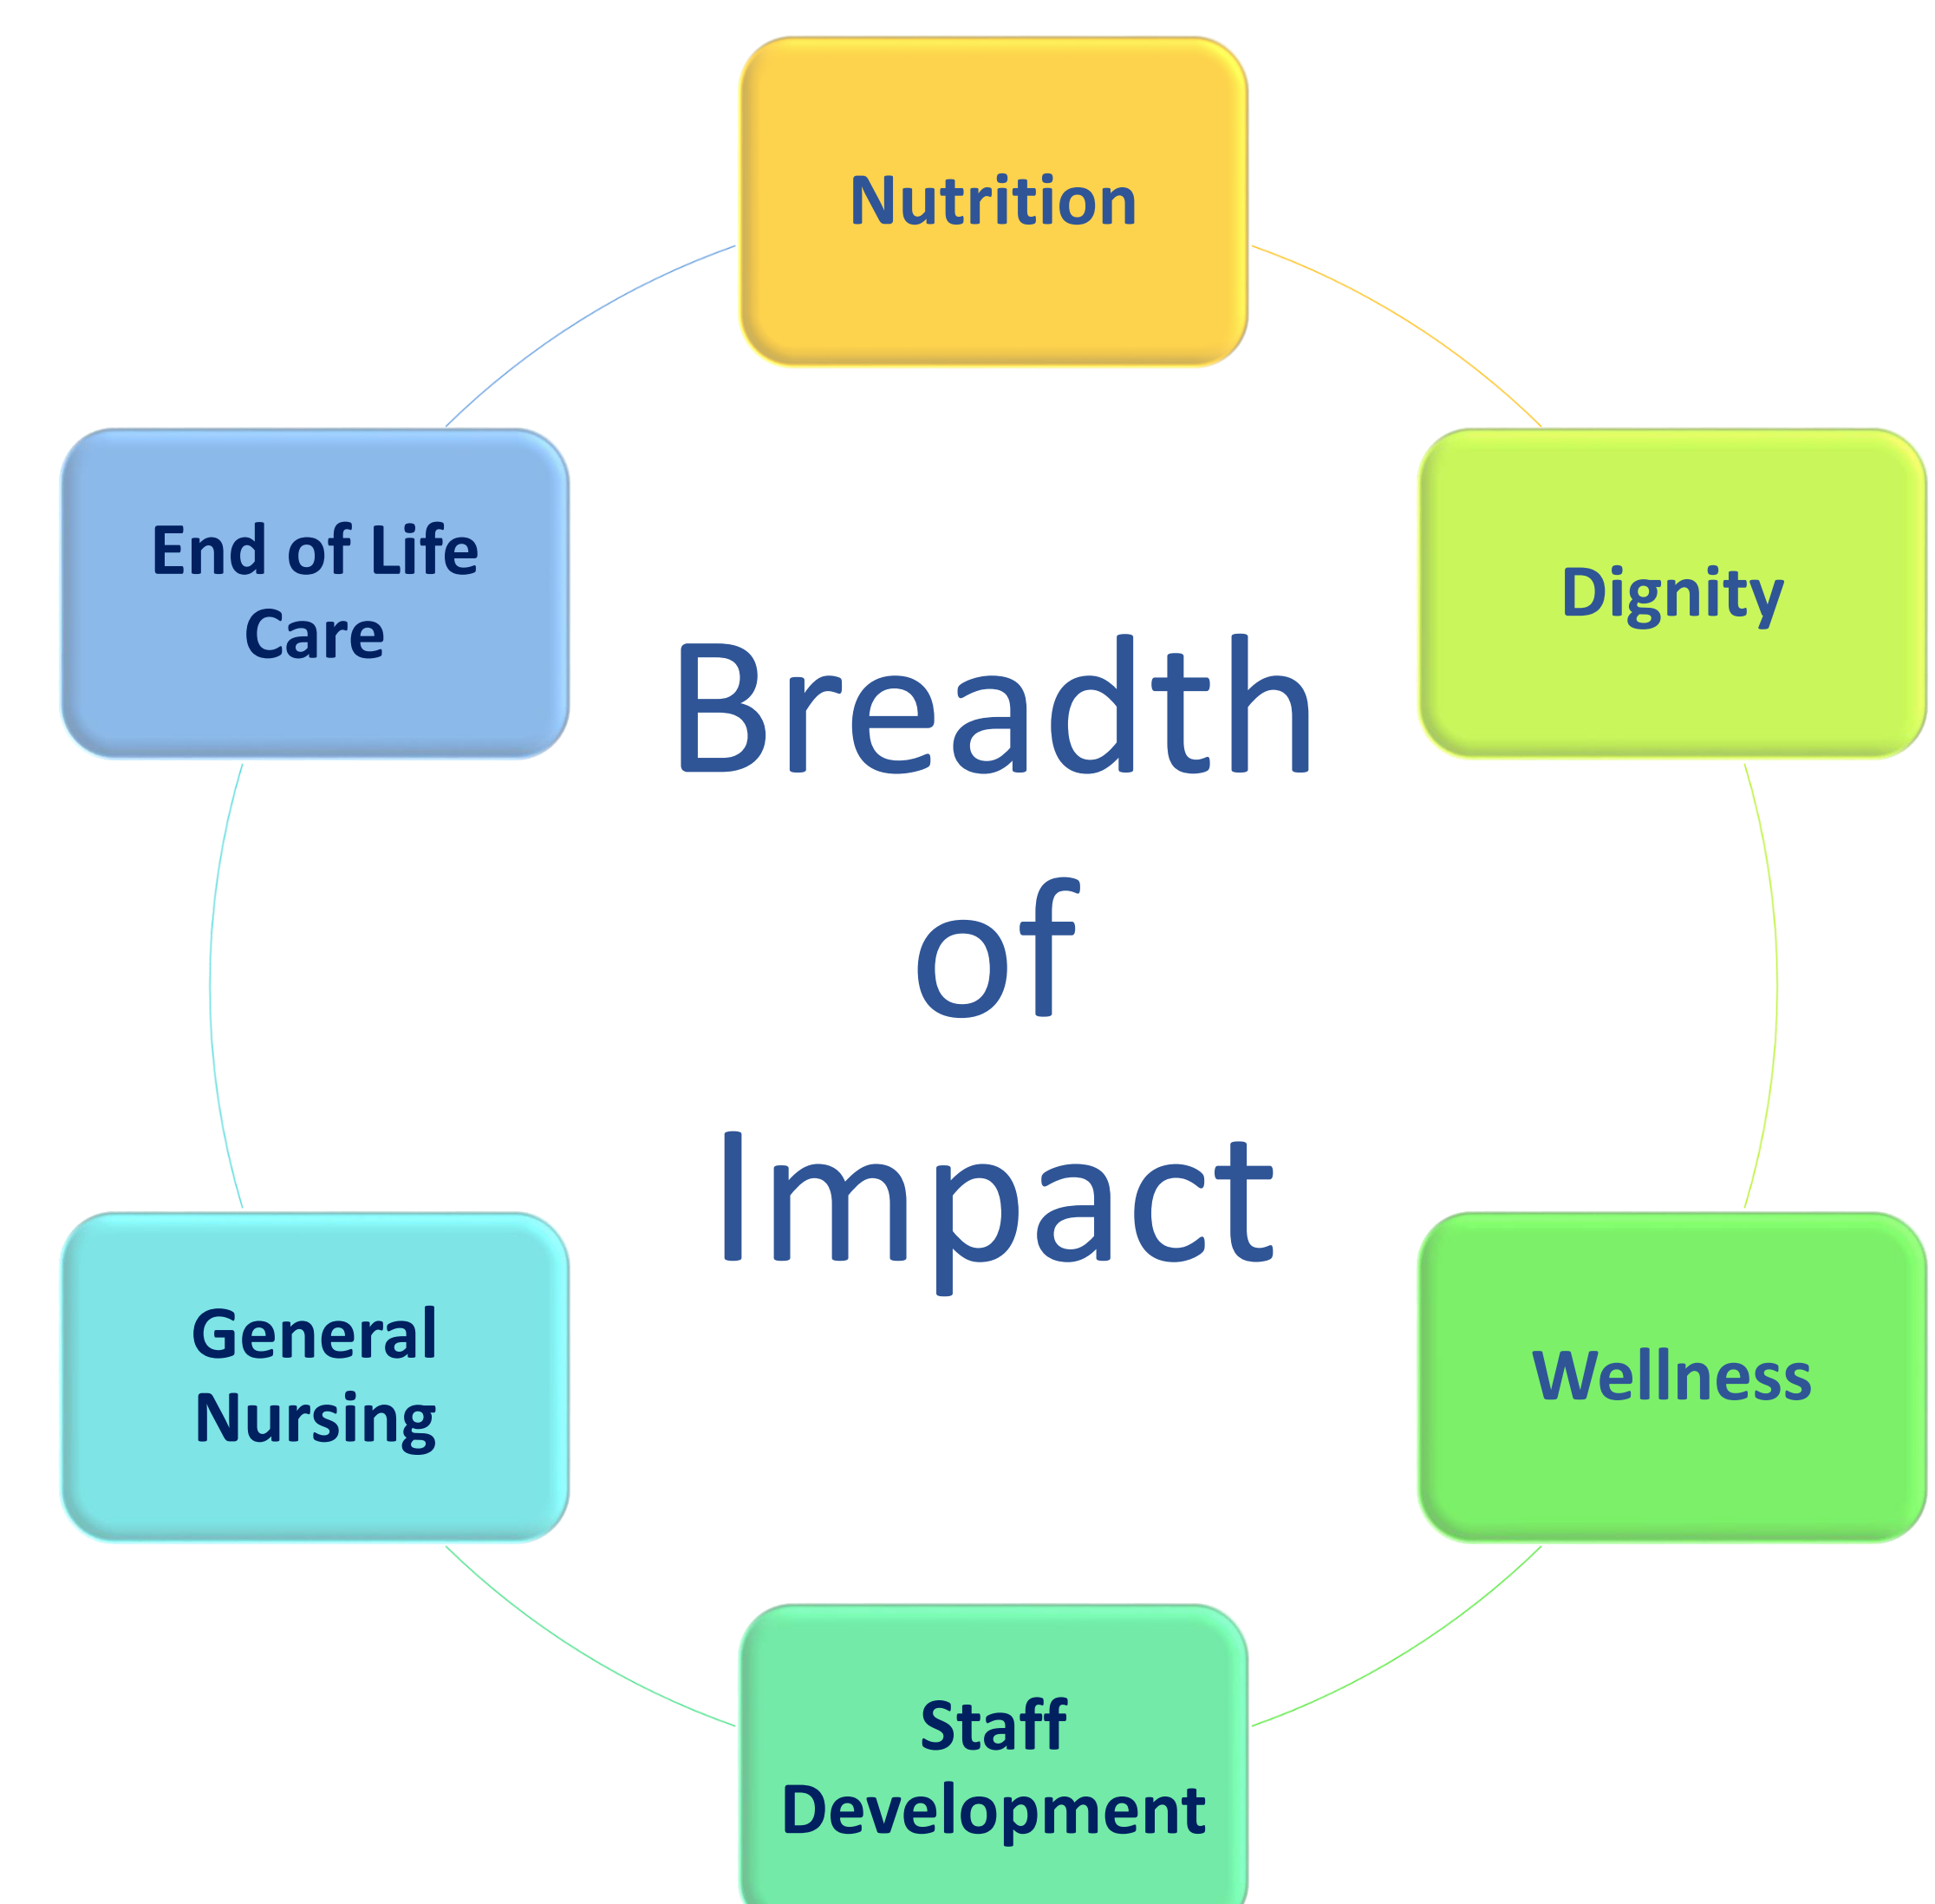 Nutrition
Dignity
Wellness
Staff
Development
General
Nursing
End of Life
Care
Breadth
of
Impact